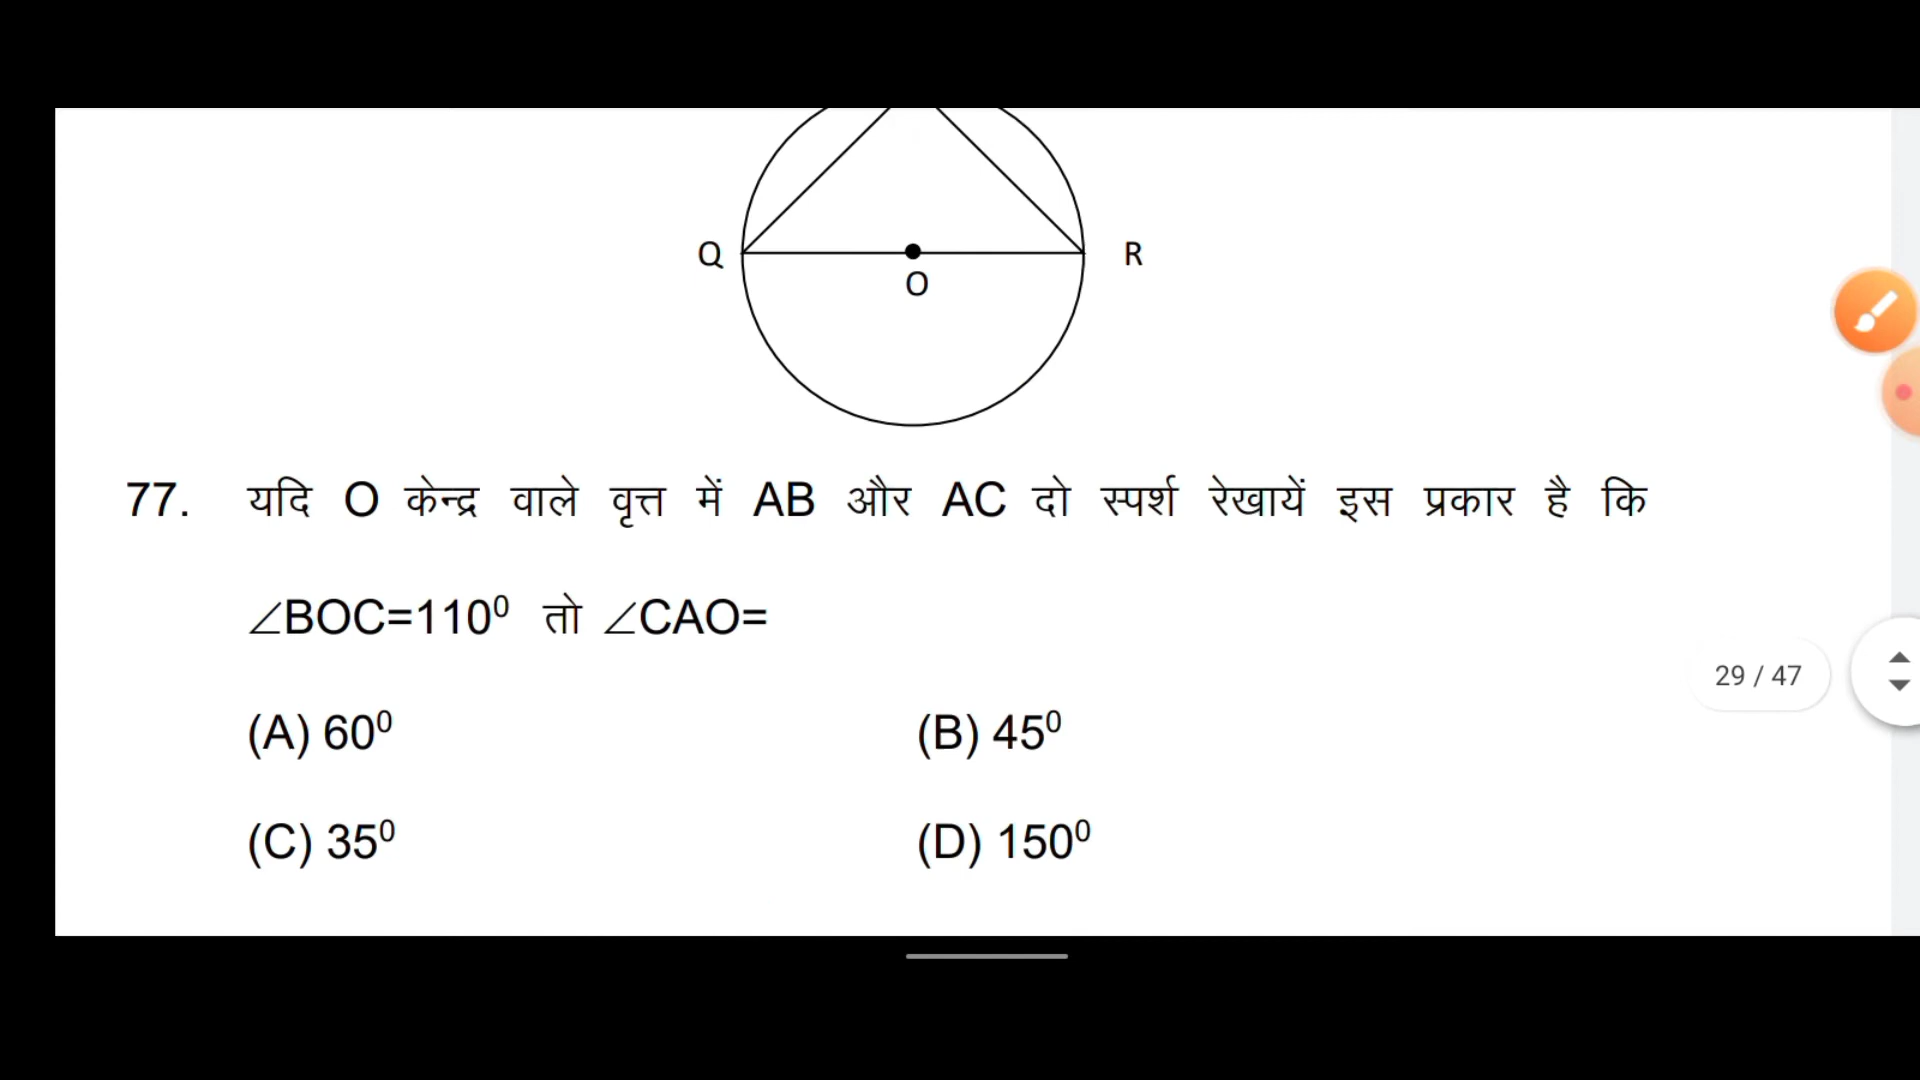 Q
R
O
77. यदि O केन्द्र वाले वृत्त में AB और AC दो स्पर्श रेखायें इस प्रकार है कि
∠BOC=110⁰ तो ∠CAO=
(A) 60⁰ (B) 45⁰
(C) 35⁰ (D) 150⁰
29 / 47